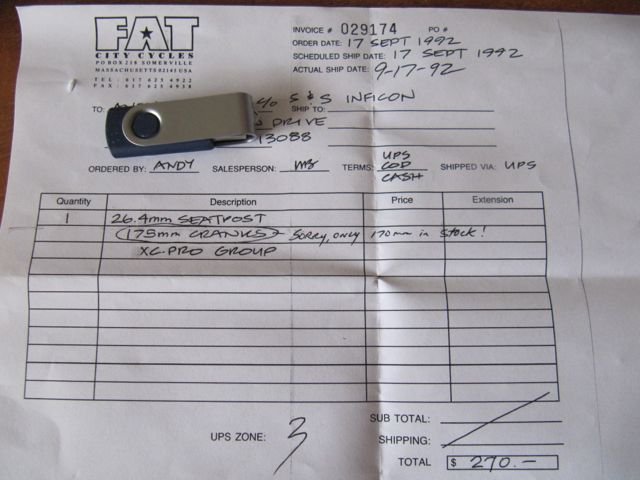 FAT
CITY CYCLES
PO BOX 218 SOMERVILLE
MASSACHUSETTS 02143 USA
TEL: 617 625 4922
FAX: 617 625 4938
INVOICE # 029174 PO #
ORDER DATE: 17 SEPT 1992
SCHEDULED SHIP DATE: 17 SEPT 1992
ACTUAL SHIP DATE: 9-17-92
TO: c/o S & S SHIP TO: INFICON
DRIVE
13088
ORDERED BY: ANDY SALESPERSON: TERMS: UPS COD CASH SHIPPED VIA: UPS
Quantity Description Price Extension
1 26.4mm SEATPOST
(175mm CRANKS) - SORRY, ONLY 170mm in stock!
XC-PRO GROUP
UPS ZONE: 3
SUB TOTAL:
SHIPPING:
TOTAL $ 270.-